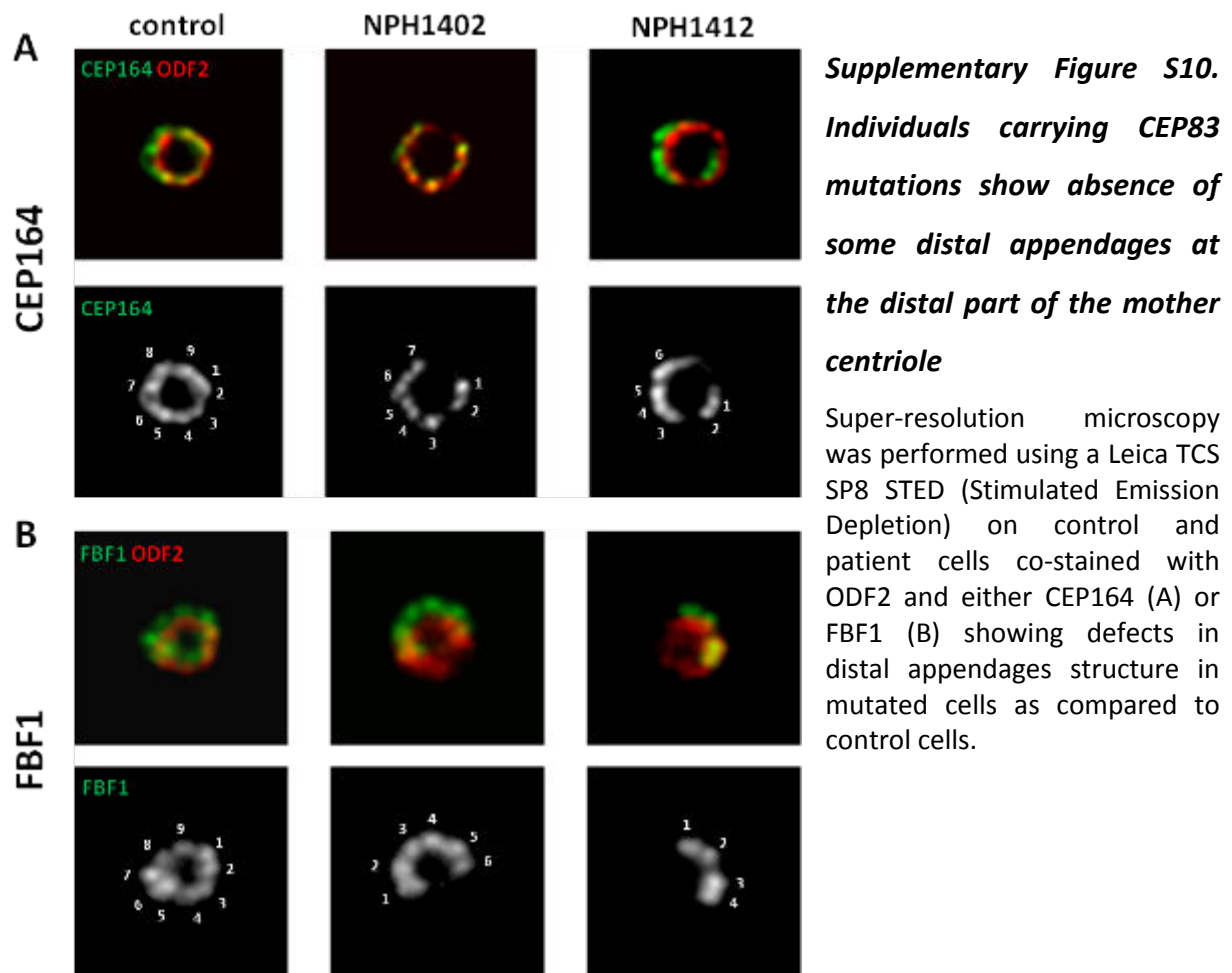 control NPH1402 NPH1412
A
CEP164 ODF2
CEP164
CEP164
8 9 1 2 3 4 5 6 7
7 6 5 4 3 2 1
6 5 4 3 2 1
B
FBF1 ODF2
FBF1
FBF1
9 1 2 3 4 5 6 7 8
1 2 3 4 5 6
1 2 3 4
Supplementary Figure S10.
Individuals carrying CEP83
mutations show absence of
some distal appendages at
the distal part of the mother
centriole
Super-resolution microscopy
was performed using a Leica TCS
SP8 STED (Stimulated Emission
Depletion) on control and
patient cells co-stained with
ODF2 and either CEP164 (A) or
FBF1 (B) showing defects in
distal appendages structure in
mutated cells as compared to
control cells.